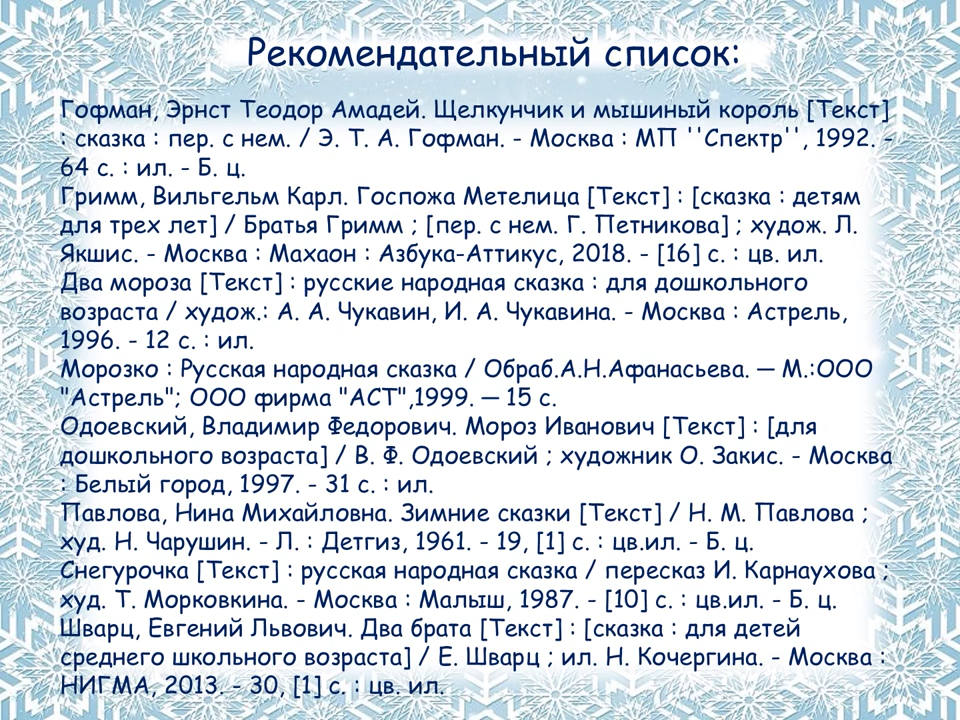 Рекомендательный список:
Гофман, Эрнст Теодор Амадей. Щелкунчик и мышиный король [Текст]
: сказка : пер. с нем. / Э. Т. А. Гофман. - Москва : МП ''Спектр'', 1992. -
64 с. : ил. - Б. ц.
Гримм, Вильгельм Карл. Госпожа Метелица [Текст] : [сказка : детям
для трех лет] / Братья Гримм ; [пер. с нем. Г. Петникова] ; худож. Л.
Якшис. - Москва : Махаон : Азбука-Аттикус, 2018. - [16] с. : цв. ил.
Два мороза [Текст] : русские народная сказка : для дошкольного
возраста / худож.: А. А. Чукавин, И. А. Чукавина. - Москва : Астрель,
1996. - 12 с. : ил.
Морозко : Русская народная сказка / Обраб.А.Н.Афанасьева. — М.:ООО
"Астрель"; ООО фирма "АСТ",1999. — 15 с.
Одоевский, Владимир Федорович. Мороз Иванович [Текст] : [для
дошкольного возраста] / В. Ф. Одоевский ; художник О. Закис. - Москва
: Белый город, 1997. - 31 с. : ил.
Павлова, Нина Михайловна. Зимние сказки [Текст] / Н. М. Павлова ;
худ. Н. Чарушин. - Л. : Детгиз, 1961. - 19, [1] с. : цв.ил. - Б. ц.
Снегурочка [Текст] : русская народная сказка / пересказ И. Карнаухова ;
худ. Т. Морковкина. - Москва : Малыш, 1987. - [10] с. : цв.ил. - Б. ц.
Шварц, Евгений Львович. Два брата [Текст] : [сказка : для детей
среднего школьного возраста] / Е. Шварц ; ил. Н. Кочергина. - Москва :
НИГМА, 2013. - 30, [1] с. : цв. ил.